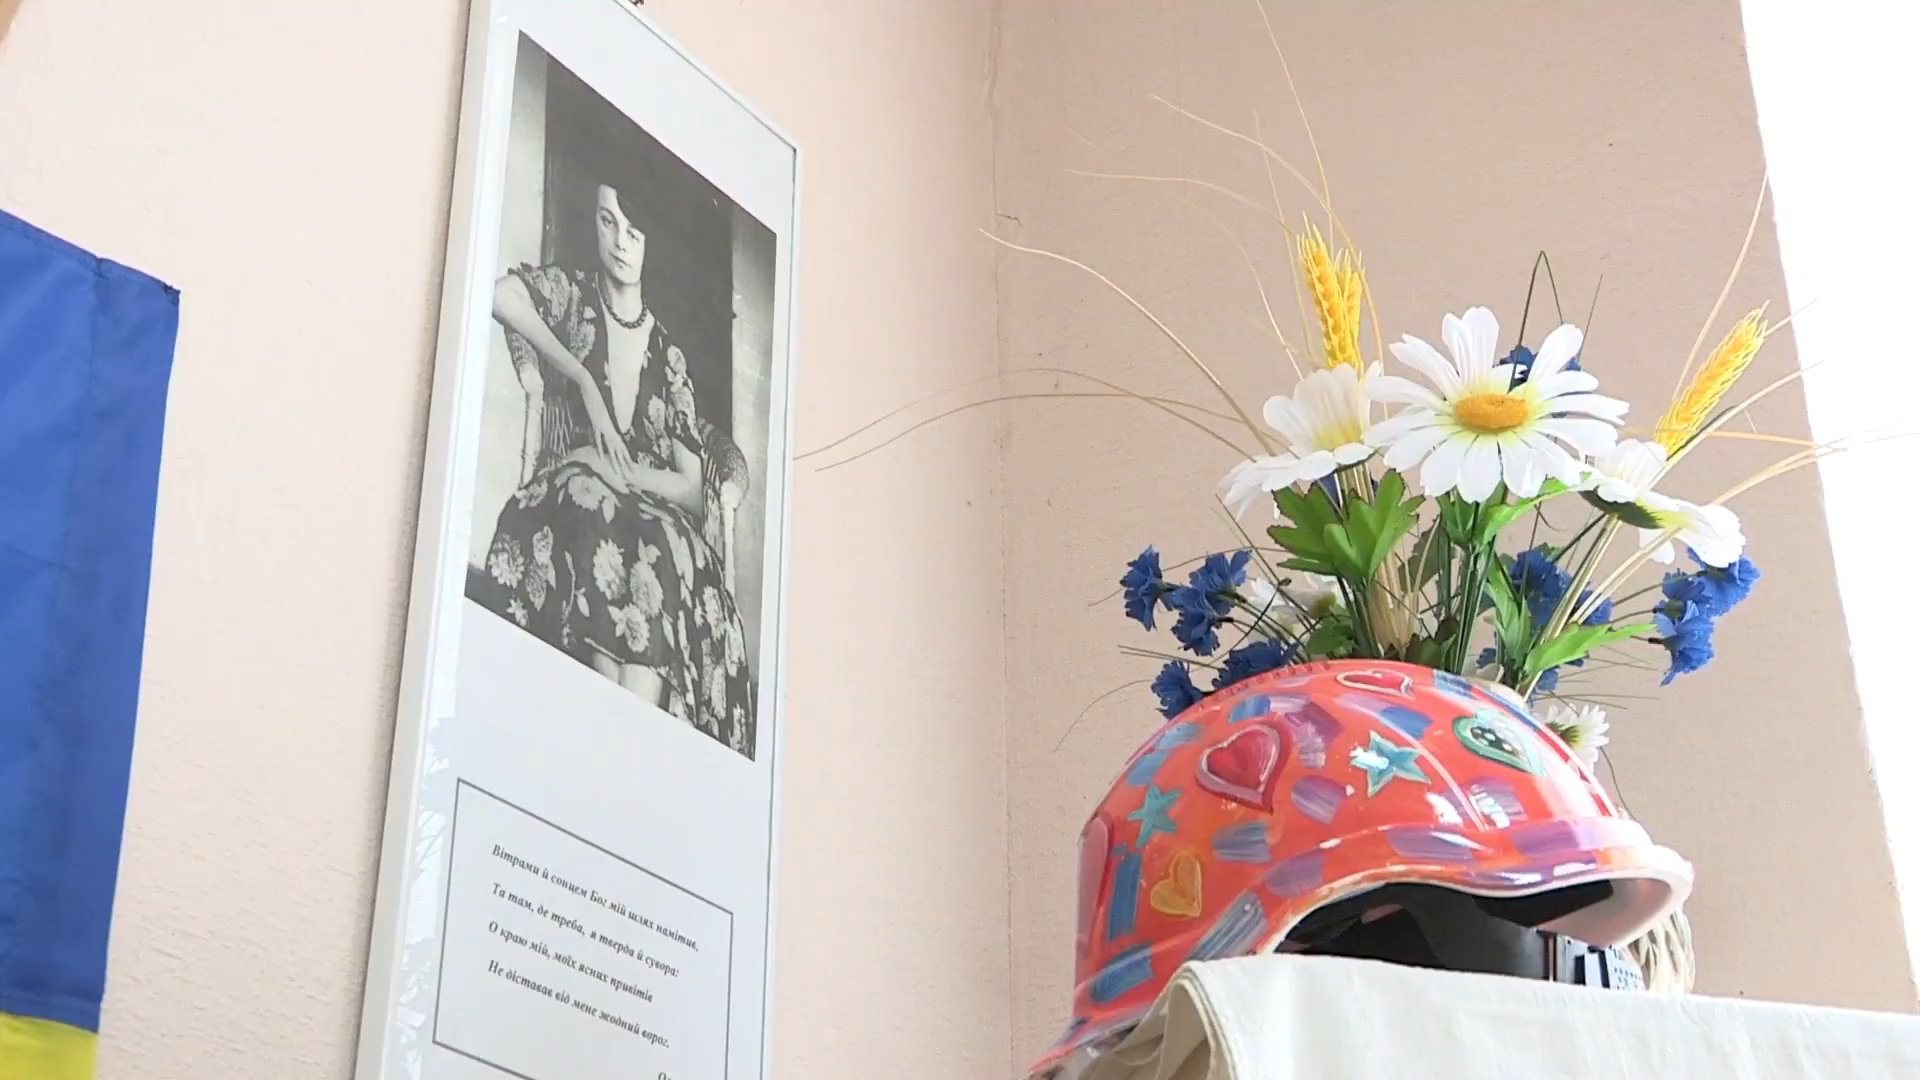 Вітрами й сонцем Бог мій шлях намітив,
Та там, де треба, я тверда й сувора:
О краю мій, моїх ясних привітів
Не діставав від мене жодний ворог.